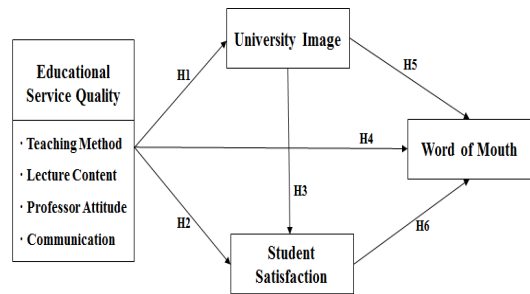 University Image
Educational
Service Quality
· Teaching Method
· Lecture Content
· Professor Attitude
· Communication
H1
H5
H4
Word of Mouth
H3
H2
H6
Student
Satisfaction